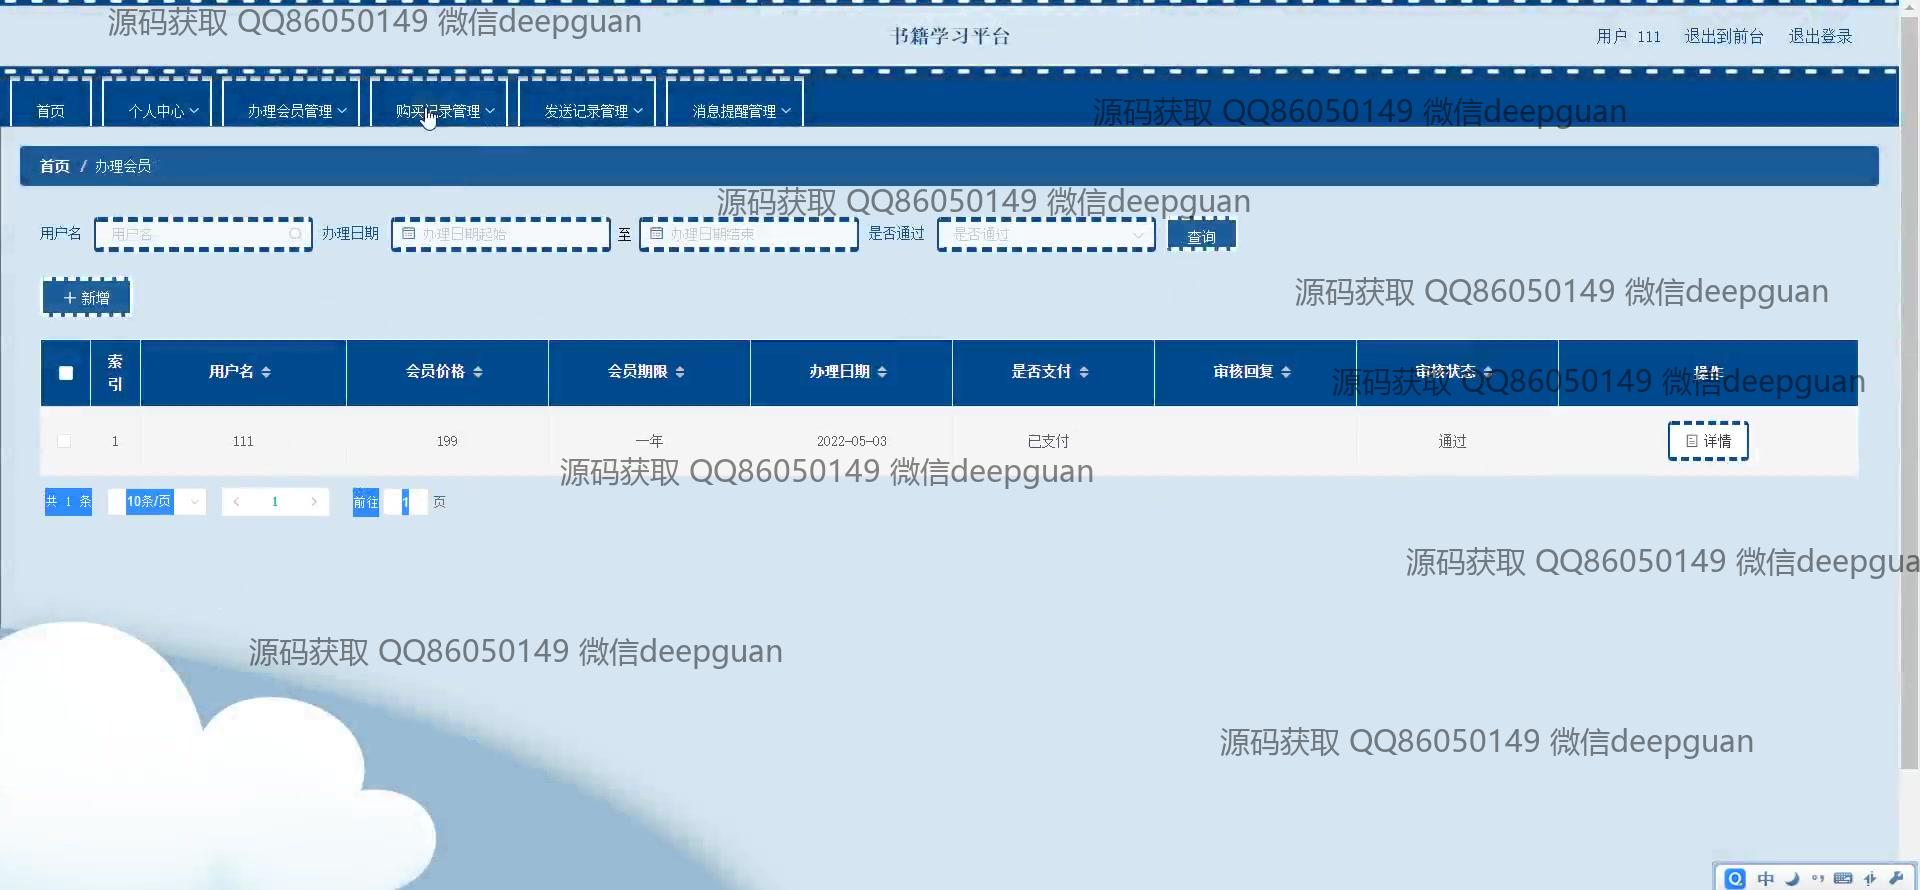 源码获取 QQ86050149 微信deepguan
书籍学习平台
用户 111 退出到前台 退出登录
首页 个人中心 办理会员管理 购买记录管理 发送记录管理 消息提醒管理
源码获取 QQ86050149 微信deepguan
首页 / 办理会员
源码获取 QQ86050149 微信deepguan
用户名 用户名 办理日期 办理日期起始 至 办理日期结束 是否通过 是否通过 查询
+ 新增
源码获取 QQ86050149 微信deepguan
索引 用户名 会员价格 会员期限 办理日期 是否支付 审核回复 审核状态 操作
源码获取 QQ86050149 微信deepguan
1 111 199 一年 2022-05-03 已支付 通过 详情
源码获取 QQ86050149 微信deepguan
共 1 条 10条/页 1 前往 1 页
源码获取 QQ86050149 微信deepgua
源码获取 QQ86050149 微信deepguan
源码获取 QQ86050149 微信deepguan
中